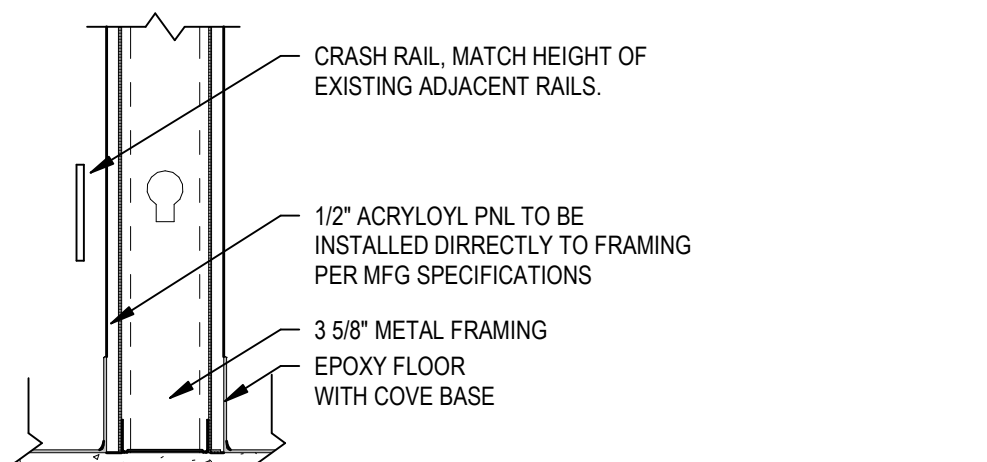 CRASH RAIL, MATCH HEIGHT OF
EXISTING ADJACENT RAILS.
1/2" ACRYLOYL PNL TO BE
INSTALLED DIRRECTLY TO FRAMING
PER MFG SPECIFICATIONS
3 5/8" METAL FRAMING
EPOXY FLOOR
WITH COVE BASE